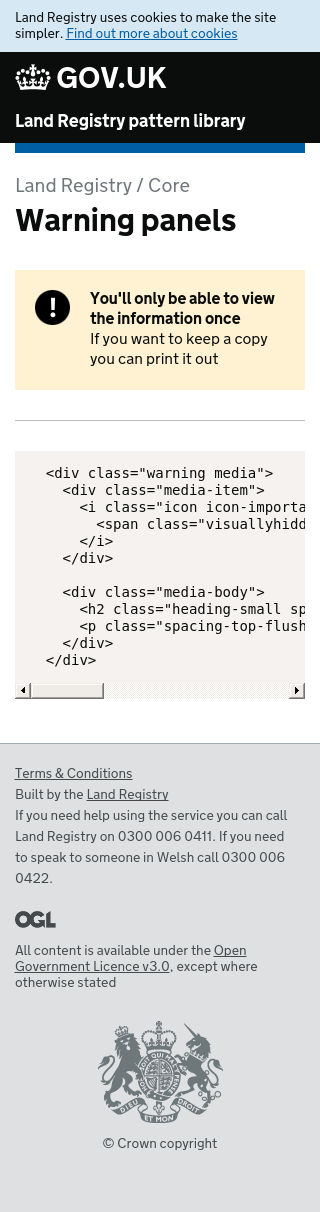 Land Registry uses cookies to make the site
simpler. Find out more about cookies
GOV.UK
Land Registry pattern library
Land Registry / Core
Warning panels
You'll only be able to view
the information once
If you want to keep a copy
you can print it out
<div class="warning media">
<div class="media-item">
<i class="icon icon-importa
<span class="visuallyhidd
</i>
</div>
<div class="media-body">
<h2 class="heading-small sp
<p class="spacing-top-flush
</div>
</div>
Terms & Conditions
Built by the Land Registry
If you need help using the service you can call
Land Registry on 0300 006 0411. If you need
to speak to someone in Welsh call 0300 006
0422.
OGL
All content is available under the Open
Government Licence v3.0, except where
otherwise stated
DIEU ET MON
© Crown copyright